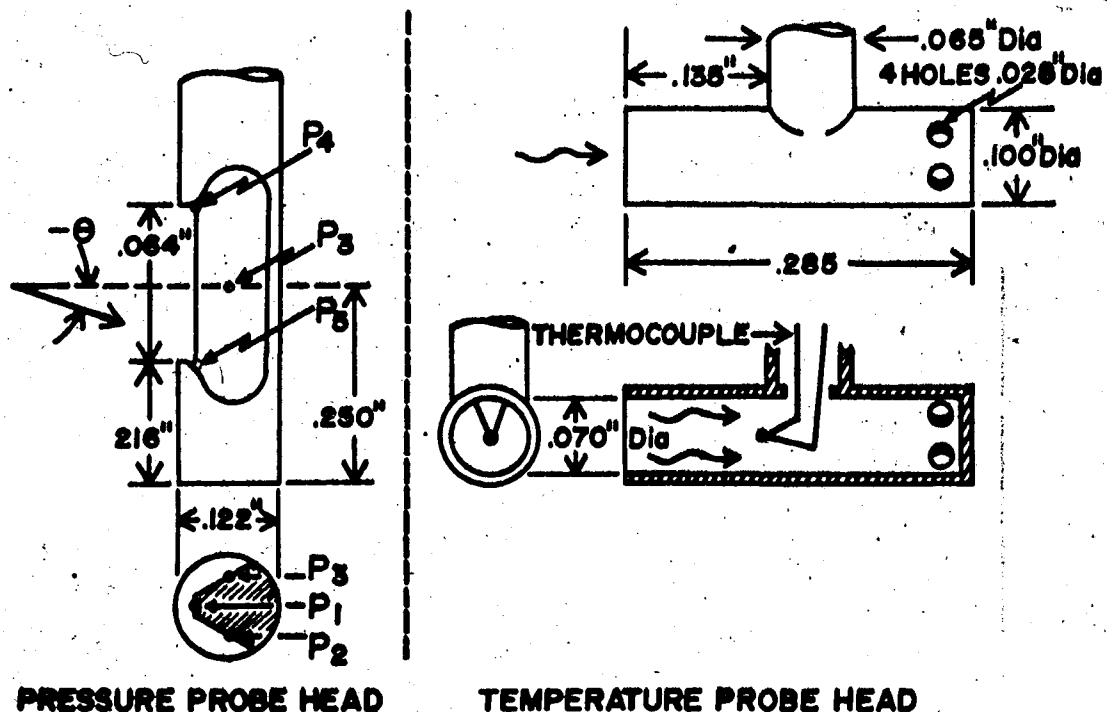 P4
-θ
.064"
P3
P5
.250"
.216"
.122"
P3
P1
P2
PRESSURE PROBE HEAD
.065" Dia
.135"
4 HOLES .028" Dia
.100" Dia
.285
THERMOCOUPLE
.070" Dia
TEMPERATURE PROBE HEAD